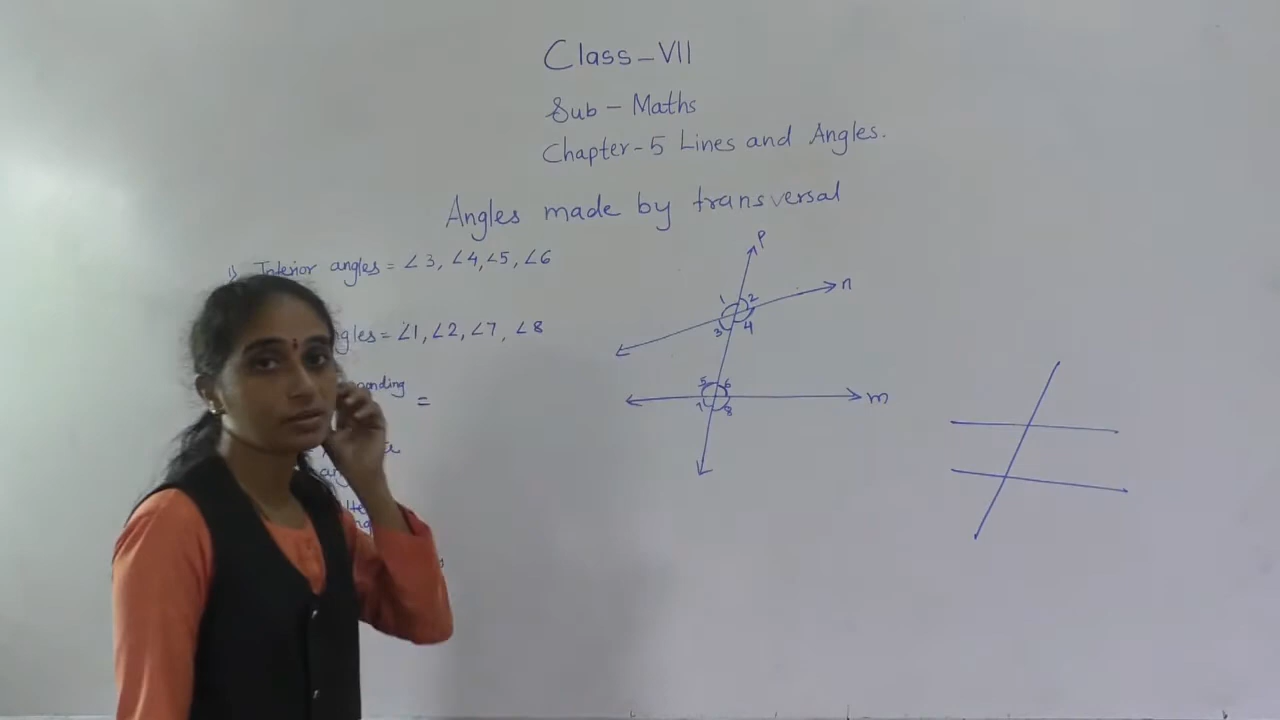 Class-VII
Sub - Maths
Chapter-5 Lines and Angles.
Angles made by transversal
1) Interior angles = ∠3, ∠4, ∠5, ∠6
= ∠1, ∠2, ∠7, ∠8
=
P
n
1 2
3 4
5 6
7 8
m